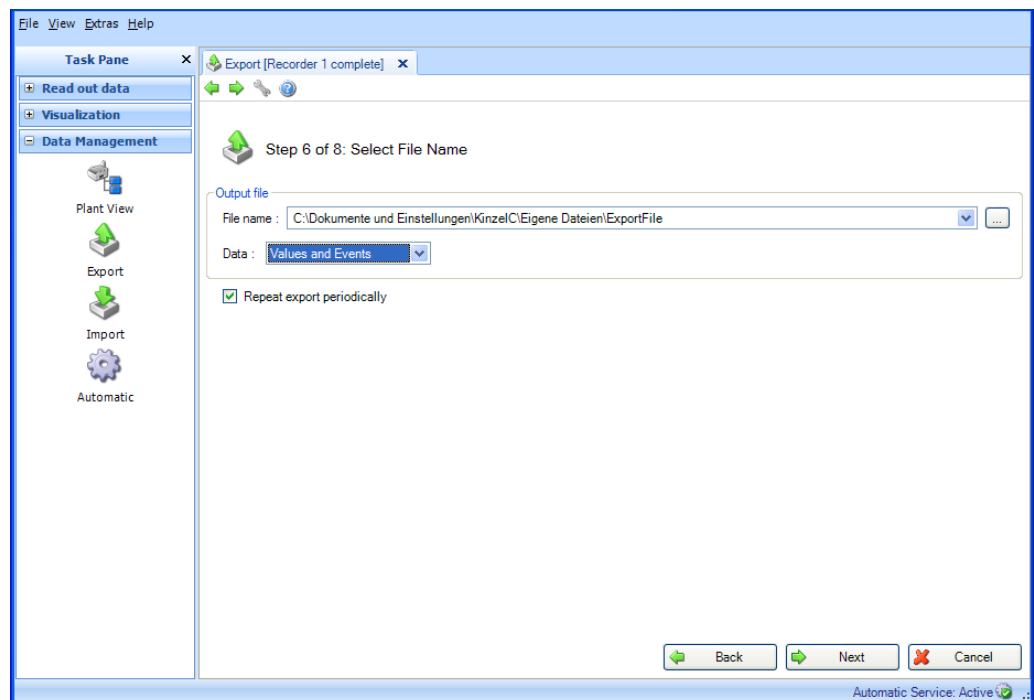 File View Extras Help
Task Pane
Export [Recorder 1 complete]
Read out data
Visualization
Data Management
Plant View
Export
Import
Automatic
Step 6 of 8: Select File Name
Output file
File name : C:\Dokumente und Einstellungen\KinzelC\Eigene Dateien\ExportFile ...
Data : Values and Events
Repeat export periodically
Back Next Cancel
Automatic Service: Active